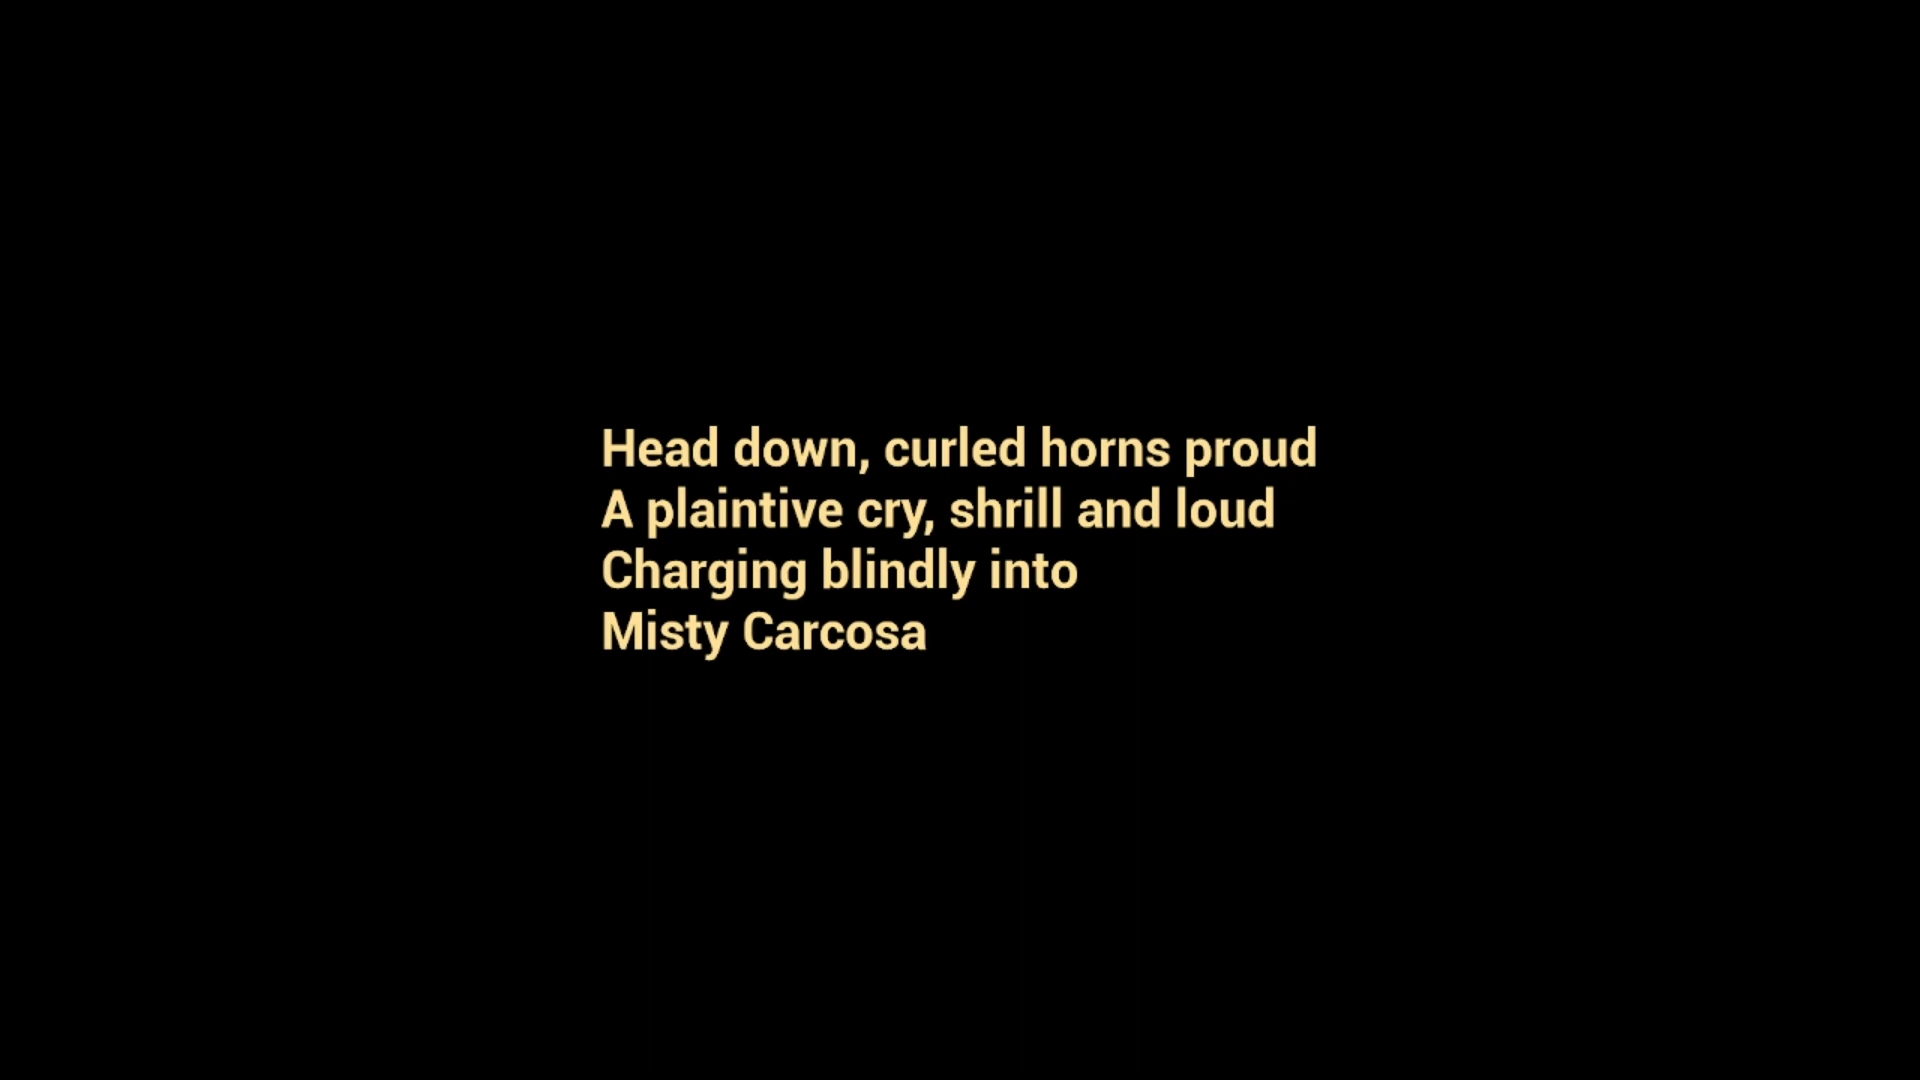 Head down, curled horns proud
A plaintive cry, shrill and loud
Charging blindly into
Misty Carcosa